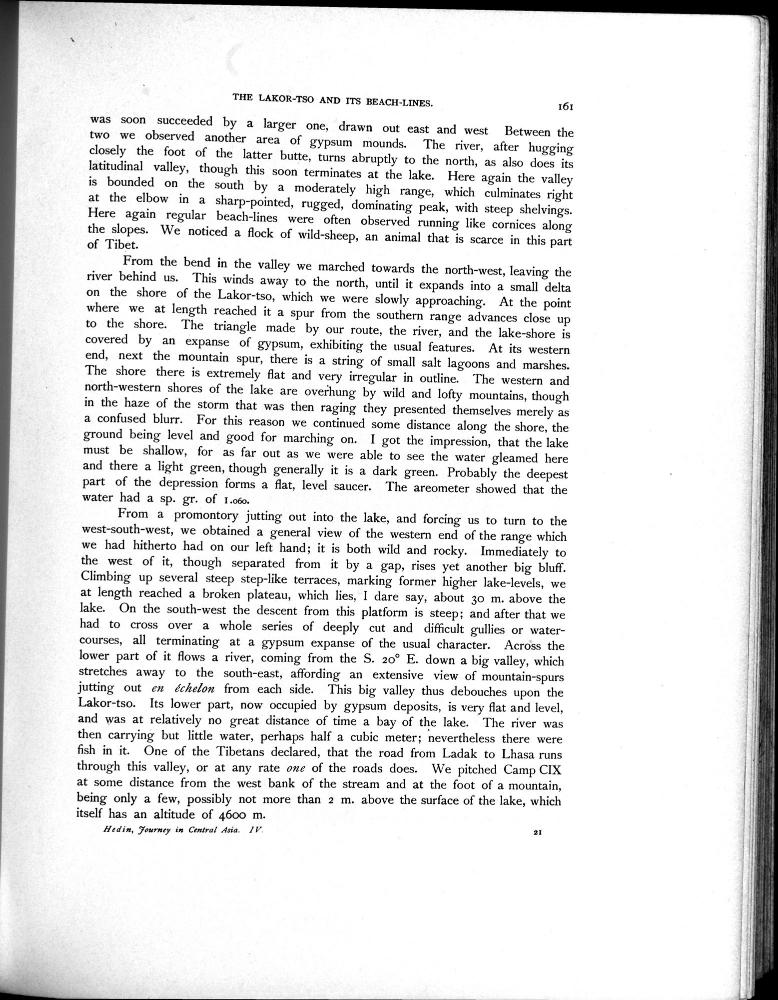 THE LAKOR-TSO AND ITS BEACH-LINES. 161
was soon succeeded by a larger one, drawn out east and west Between the
two we observed another area of gypsum mounds. The river, after hugging
closely the foot of the latter butte, turns abruptly to the north, as also does its
latitudinal valley, though this soon terminates at the lake. Here again the valley
is bounded on the south by a moderately high range, which culminates right
at the elbow in a sharp-pointed, rugged, dominating peak, with steep shelvings.
Here again regular beach-lines were often observed running like cornices along
the slopes. We noticed a flock of wild-sheep, an animal that is scarce in this part
of Tibet.
From the bend in the valley we marched towards the north-west, leaving the
river behind us. This winds away to the north, until it expands into a small delta
on the shore of the Lakor-tso, which we were slowly approaching. At the point
where we at length reached it a spur from the southern range advances close up
to the shore. The triangle made by our route, the river, and the lake-shore is
covered by an expanse of gypsum, exhibiting the usual features. At its western
end, next the mountain spur, there is a string of small salt lagoons and marshes.
The shore there is extremely flat and very irregular in outline. The western and
north-western shores of the lake are overhung by wild and lofty mountains, though
in the haze of the storm that was then raging they presented themselves merely as
a confused blurr. For this reason we continued some distance along the shore, the
ground being level and good for marching on. I got the impression, that the lake
must be shallow, for as far out as we were able to see the water gleamed here
and there a light green, though generally it is a dark green. Probably the deepest
part of the depression forms a flat, level saucer. The areometer showed that the
water had a sp. gr. of 1.060.
From a promontory jutting out into the lake, and forcing us to turn to the
west-south-west, we obtained a general view of the western end of the range which
we had hitherto had on our left hand; it is both wild and rocky. Immediately to
the west of it, though separated from it by a gap, rises yet another big bluff.
Climbing up several steep step-like terraces, marking former higher lake-levels, we
at length reached a broken plateau, which lies, I dare say, about 30 m. above the
lake. On the south-west the descent from this platform is steep; and after that we
had to cross over a whole series of deeply cut and difficult gullies or water-
courses, all terminating at a gypsum expanse of the usual character. Across the
lower part of it flows a river, coming from the S. 20° E. down a big valley, which
stretches away to the south-east, affording an extensive view of mountain-spurs
jutting out en échelon from each side. This big valley thus debouches upon the
Lakor-tso. Its lower part, now occupied by gypsum deposits, is very flat and level,
and was at relatively no great distance of time a bay of the lake. The river was
then carrying but little water, perhaps half a cubic meter; nevertheless there were
fish in it. One of the Tibetans declared, that the road from Ladak to Lhasa runs
through this valley, or at any rate one of the roads does. We pitched Camp CIX
at some distance from the west bank of the stream and at the foot of a mountain,
being only a few, possibly not more than 2 m. above the surface of the lake, which
itself has an altitude of 4600 m.
Hedin, Journey in Central Asia. IV. 21